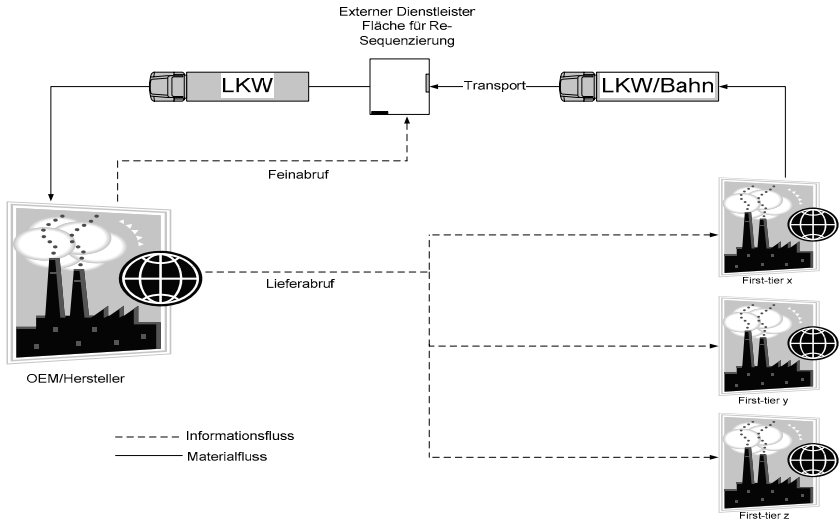 Externer Dienstleister
Fläche für Re-
Sequenzierung
LKW
Transport
LKW/Bahn
Feinabruf
Lieferabruf
First-tier x
OEM/Hersteller
First-tier y
Informationsfluss
Materialfluss
First-tier z